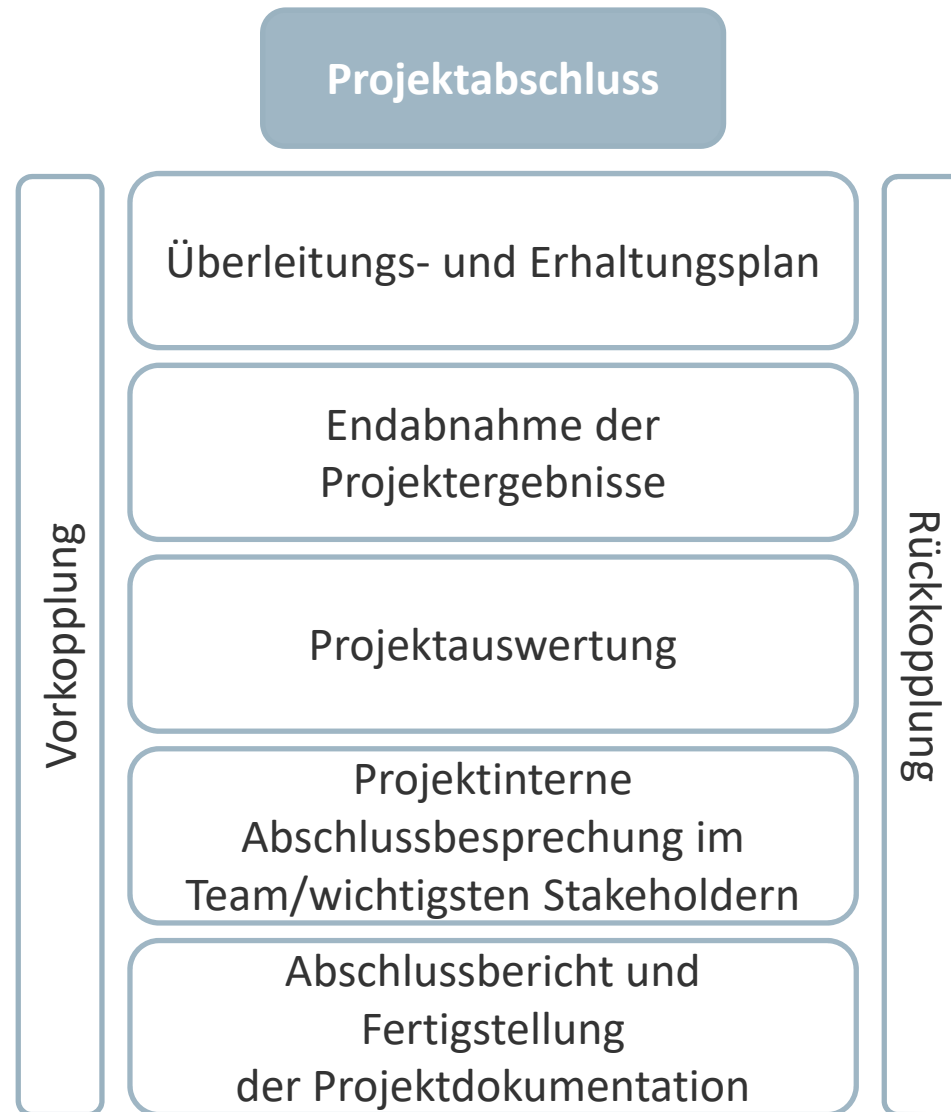 Projektabschluss
Vorkopplung
Überleitungs- und Erhaltungsplan
Endabnahme der
Projektergebnisse
Projektauswertung
Projektinterne
Abschlussbesprechung im
Team/wichtigsten Stakeholdern
Abschlussbericht und
Fertigstellung
der Projektdokumentation
Rückkopplung